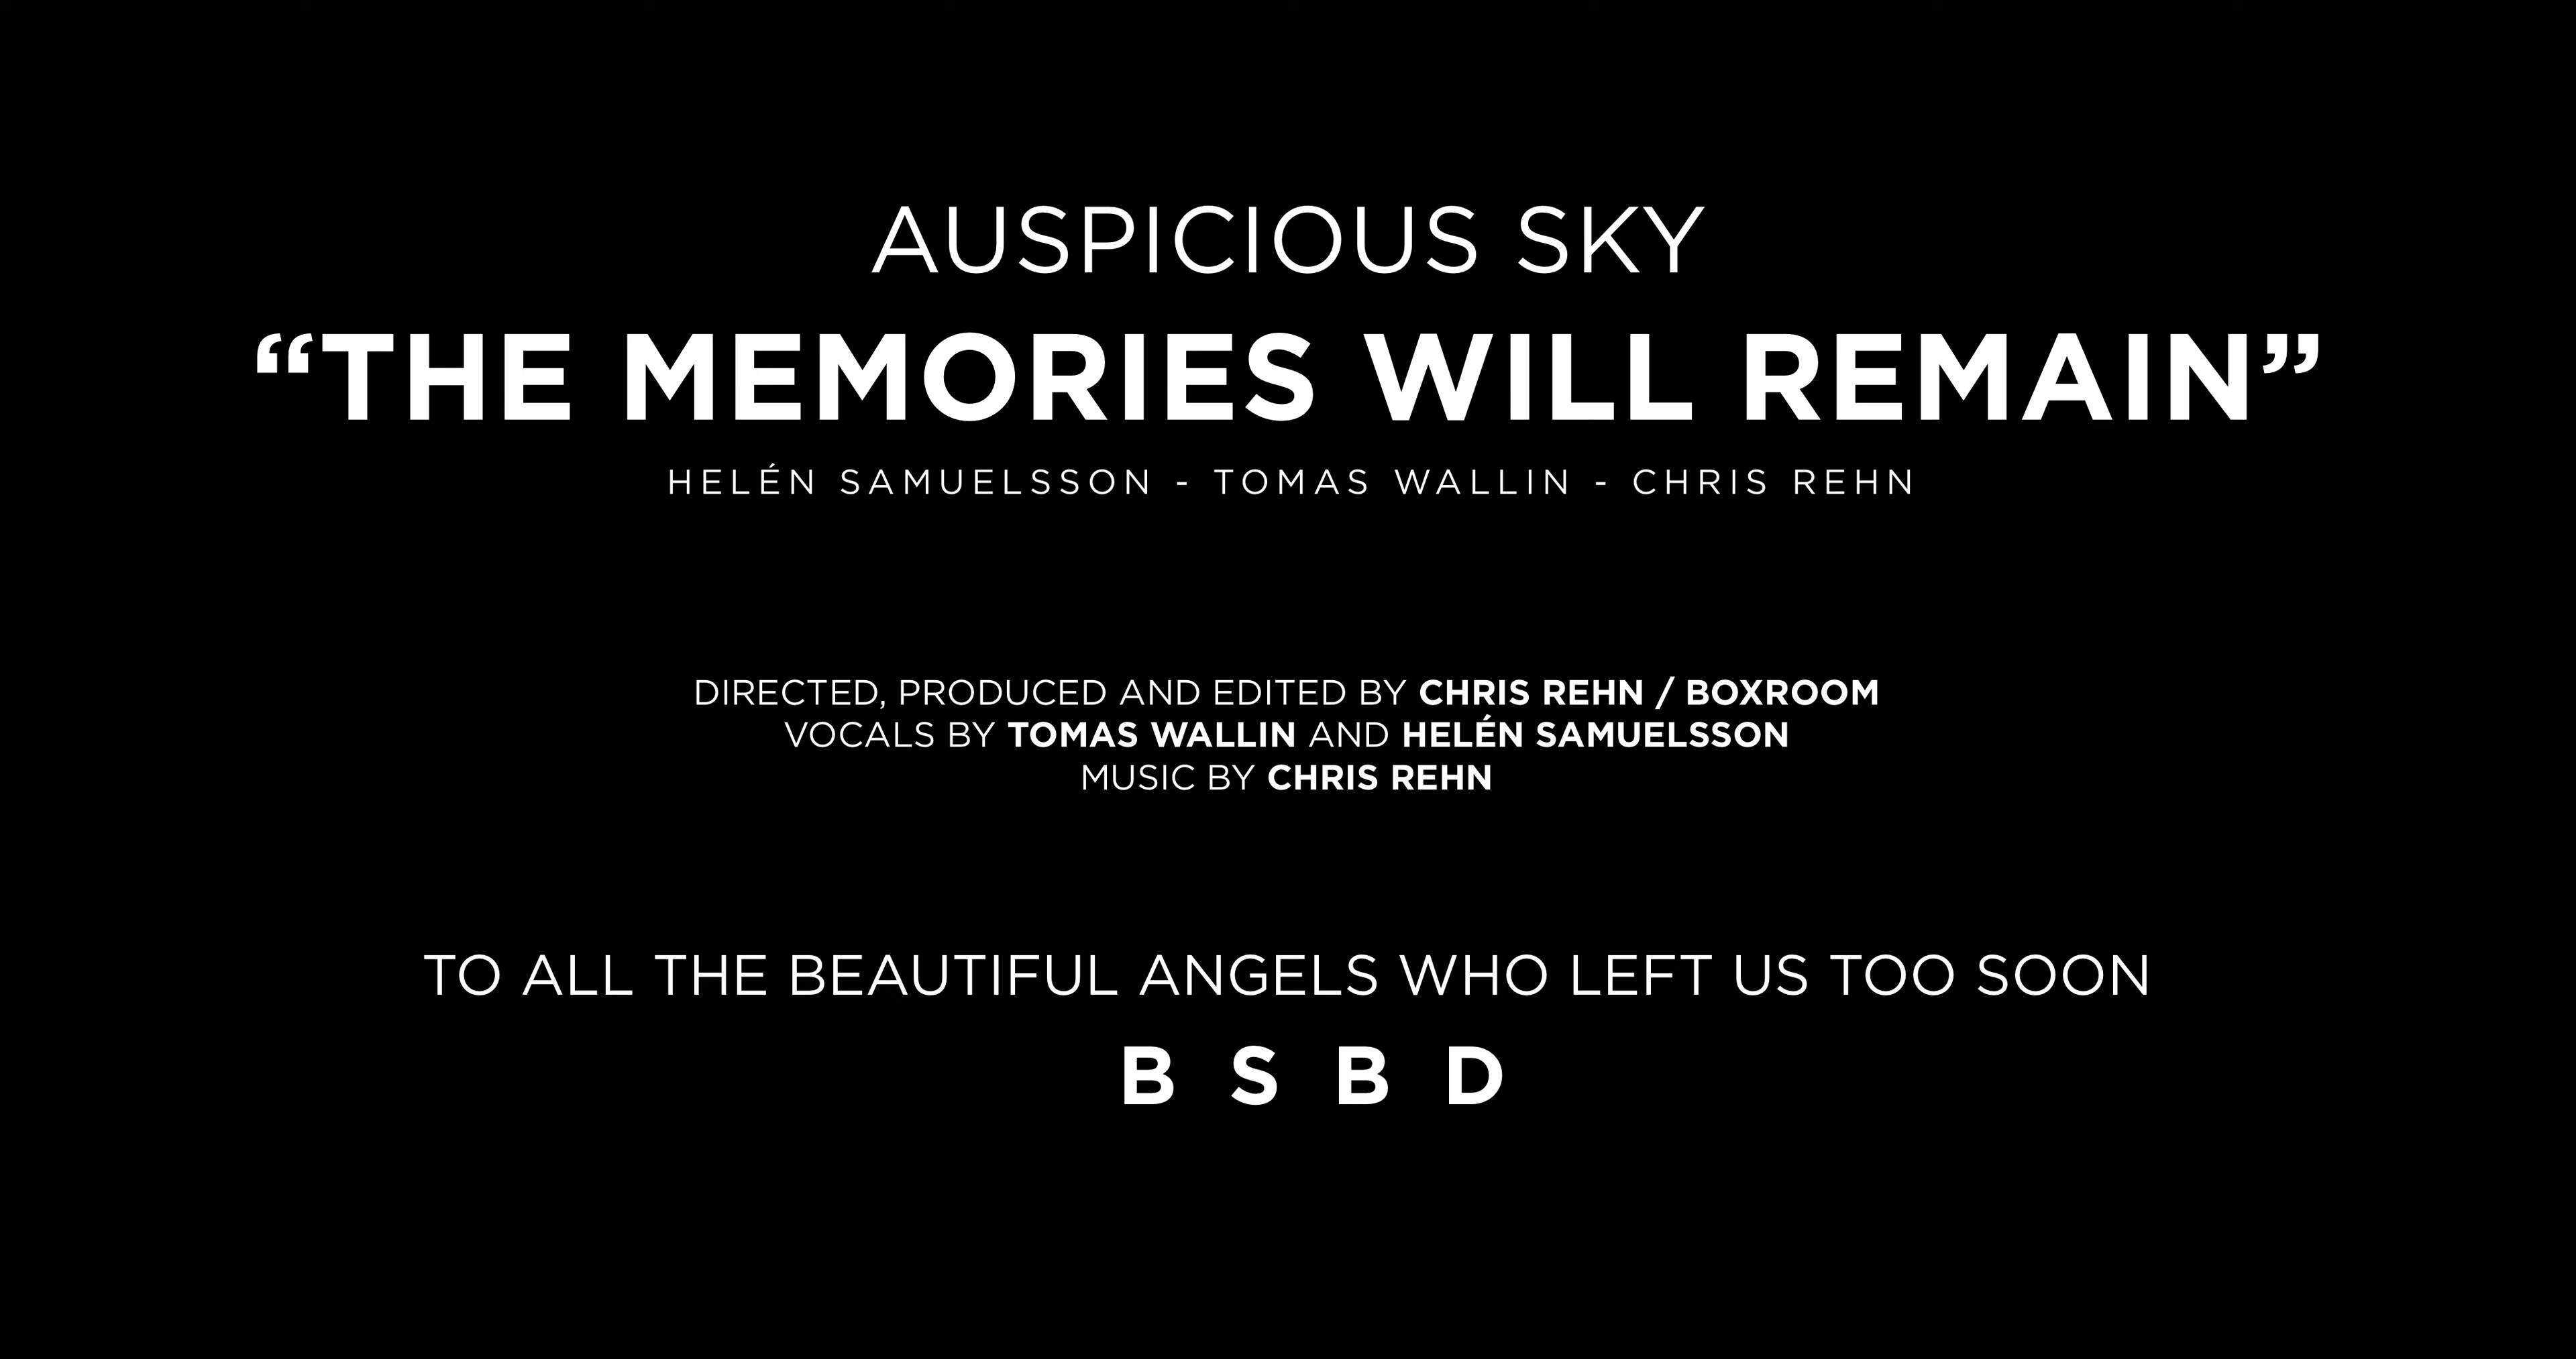 AUSPICIOUS SKY
“THE MEMORIES WILL REMAIN”
HELÉN SAMUELSSON - TOMAS WALLIN - CHRIS REHN
DIRECTED, PRODUCED AND EDITED BY CHRIS REHN / BOXROOM
VOCALS BY TOMAS WALLIN AND HELÉN SAMUELSSON
MUSIC BY CHRIS REHN
TO ALL THE BEAUTIFUL ANGELS WHO LEFT US TOO SOON
B S B D